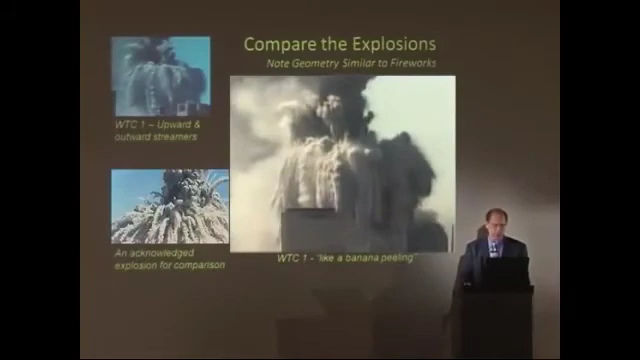 Compare the Explosions
Note Geometry Similar to Fireworks
WTC 1 – Upward &
outward streamers
An acknowledged
explosion for comparison
WTC 1 - "like a banana peeling"